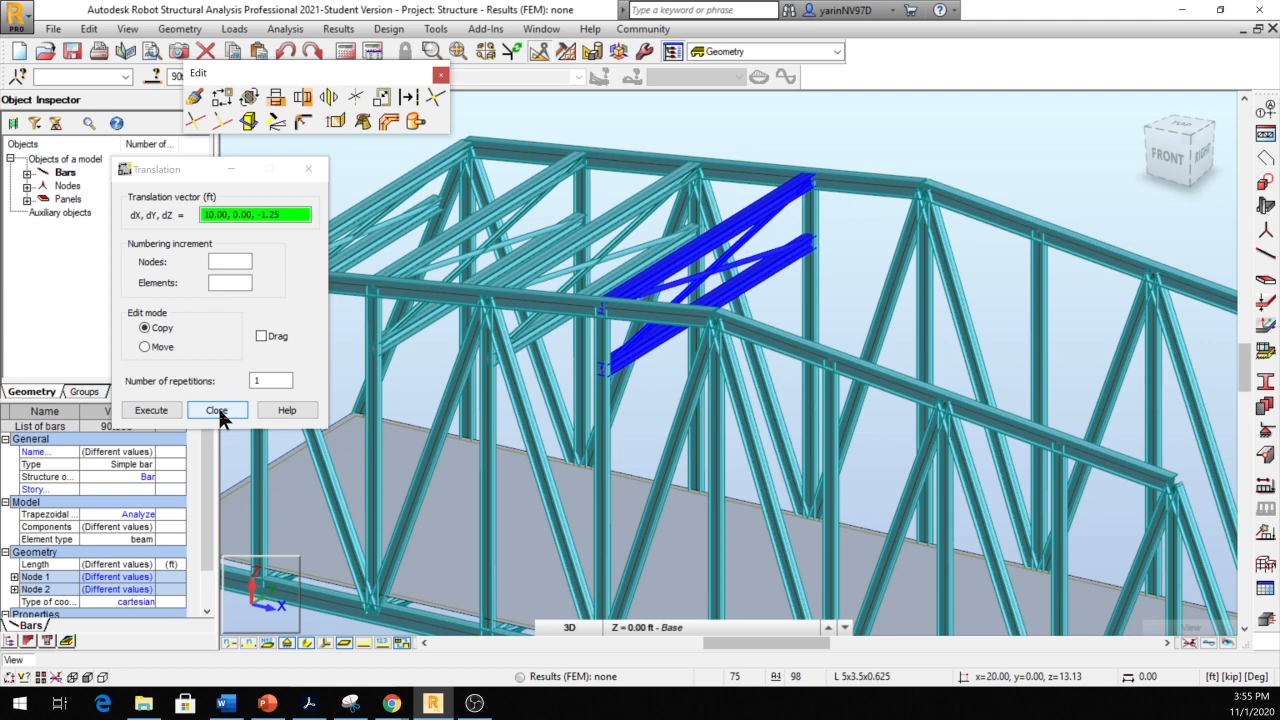 Autodesk Robot Structural Analysis Professional 2021-Student Version - Project: Structure - Results (FEM): none
Type a keyword or phrase
yarinNV97D
PRO
File Edit View Geometry Loads Analysis Results Design Tools Add-Ins Window Help Community
Geometry
Edit
Object Inspector
Objects Number of...
Objects of a model
Bars
Nodes
Panels
Auxiliary objects
Translation
Translation vector (ft)
dX, dY, dZ = 10.00, 0.00, -1.25
Numbering increment
Nodes:
Elements:
Edit mode
Copy
Move
Drag
Number of repetitions: 1
Execute Close Help
TOP
FRONT
RIGHT
Geometry Groups
Name
List of bars
General
Name... (Different values)
Type Simple bar
Structure o... Bar
Story...
Model
Trapezoidal ... Analyze
Components (Different values)
Element type beam
Geometry
Length (Different values) (ft)
Node 1 (Different values)
Node 2 (Different values)
Type of coo... cartesian
Properties
Bars
Z
X
3D Z = 0.00 ft - Base
View
View
Results (FEM): none 75 98 L 5x3.5x0.625 x=20.00, y=0.00, z=13.13 0.00 [ft] [kip] [Deg]
3:55 PM
11/1/2020